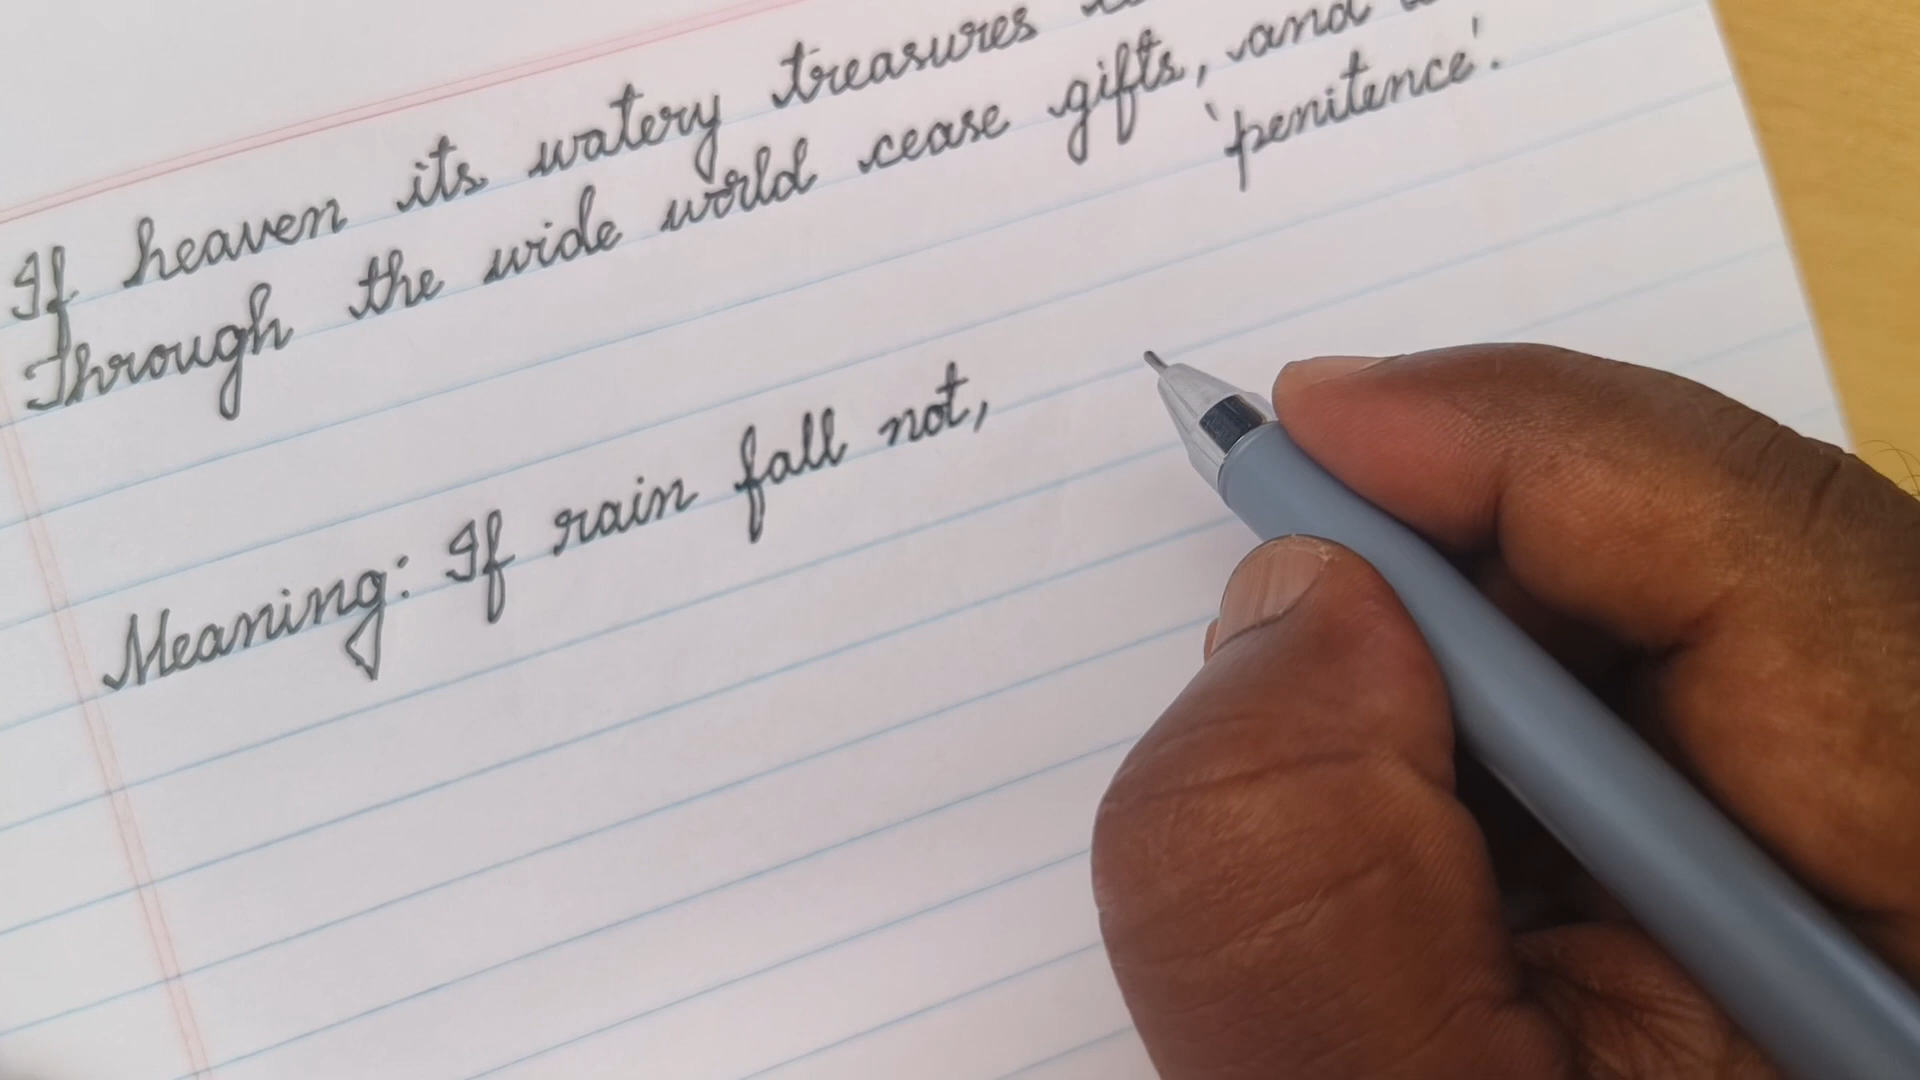 If heaven its watery treasures
Through the wide world cease gifts, and
'penitence'.
Meaning: If rain fall not,